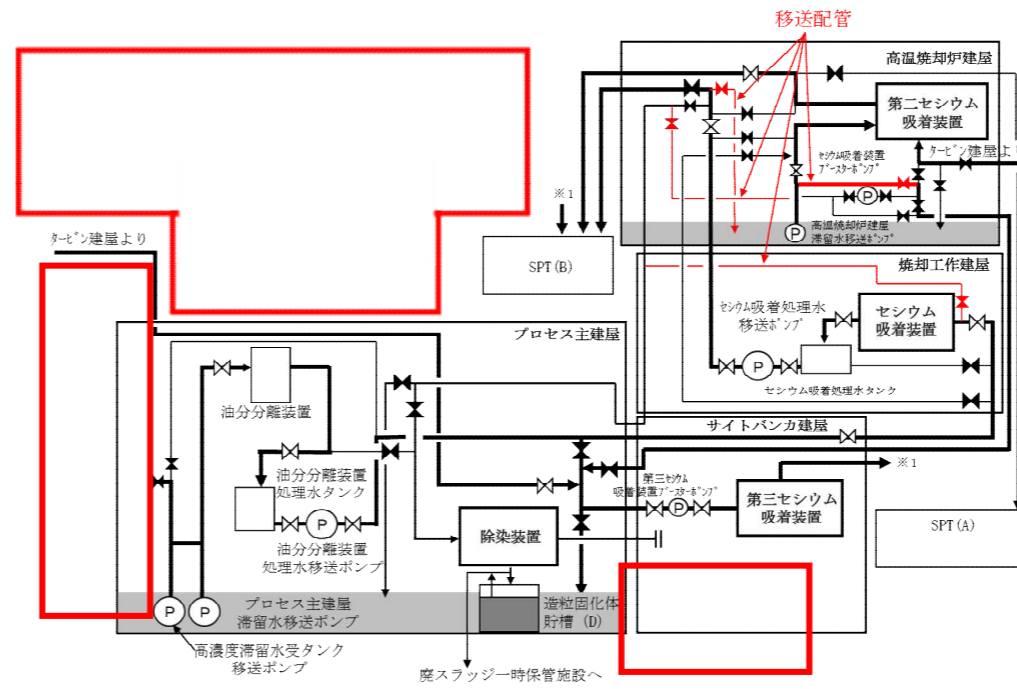 移送配管
高温焼却炉建屋
第二セシウム
吸着装置
ﾀｰﾋﾞﾝ建屋より
ｾｼｳﾑ吸着装置
ﾌﾞｰｽﾀｰﾎﾟﾝﾌﾟ
P
P
高温焼却炉建屋
滞留水移送ﾎﾟﾝﾌﾟ
※1
SPT(B)
ﾀｰﾋﾞﾝ建屋より
焼却工作建屋
ｾｼｳﾑ吸着処理水
移送ﾎﾟﾝﾌﾟ
セシウム
吸着装置
P
セシウム吸着処理水タンク
プロセス主建屋
油分分離装置
サイトバンカ建屋
※1
油分分離装置
処理水タンク
第三ｾｼｳﾑ
吸着装置ﾌﾞｰｽﾀｰﾎﾟﾝﾌﾟ
P
第三セシウム
吸着装置
P
油分分離装置
処理水移送ポンプ
除染装置
SPT(A)
P
P
プロセス主建屋
滞留水移送ポンプ
造粒固化体
貯槽(D)
高濃度滞留水受タンク
移送ポンプ
廃スラッジ一時保管施設へ